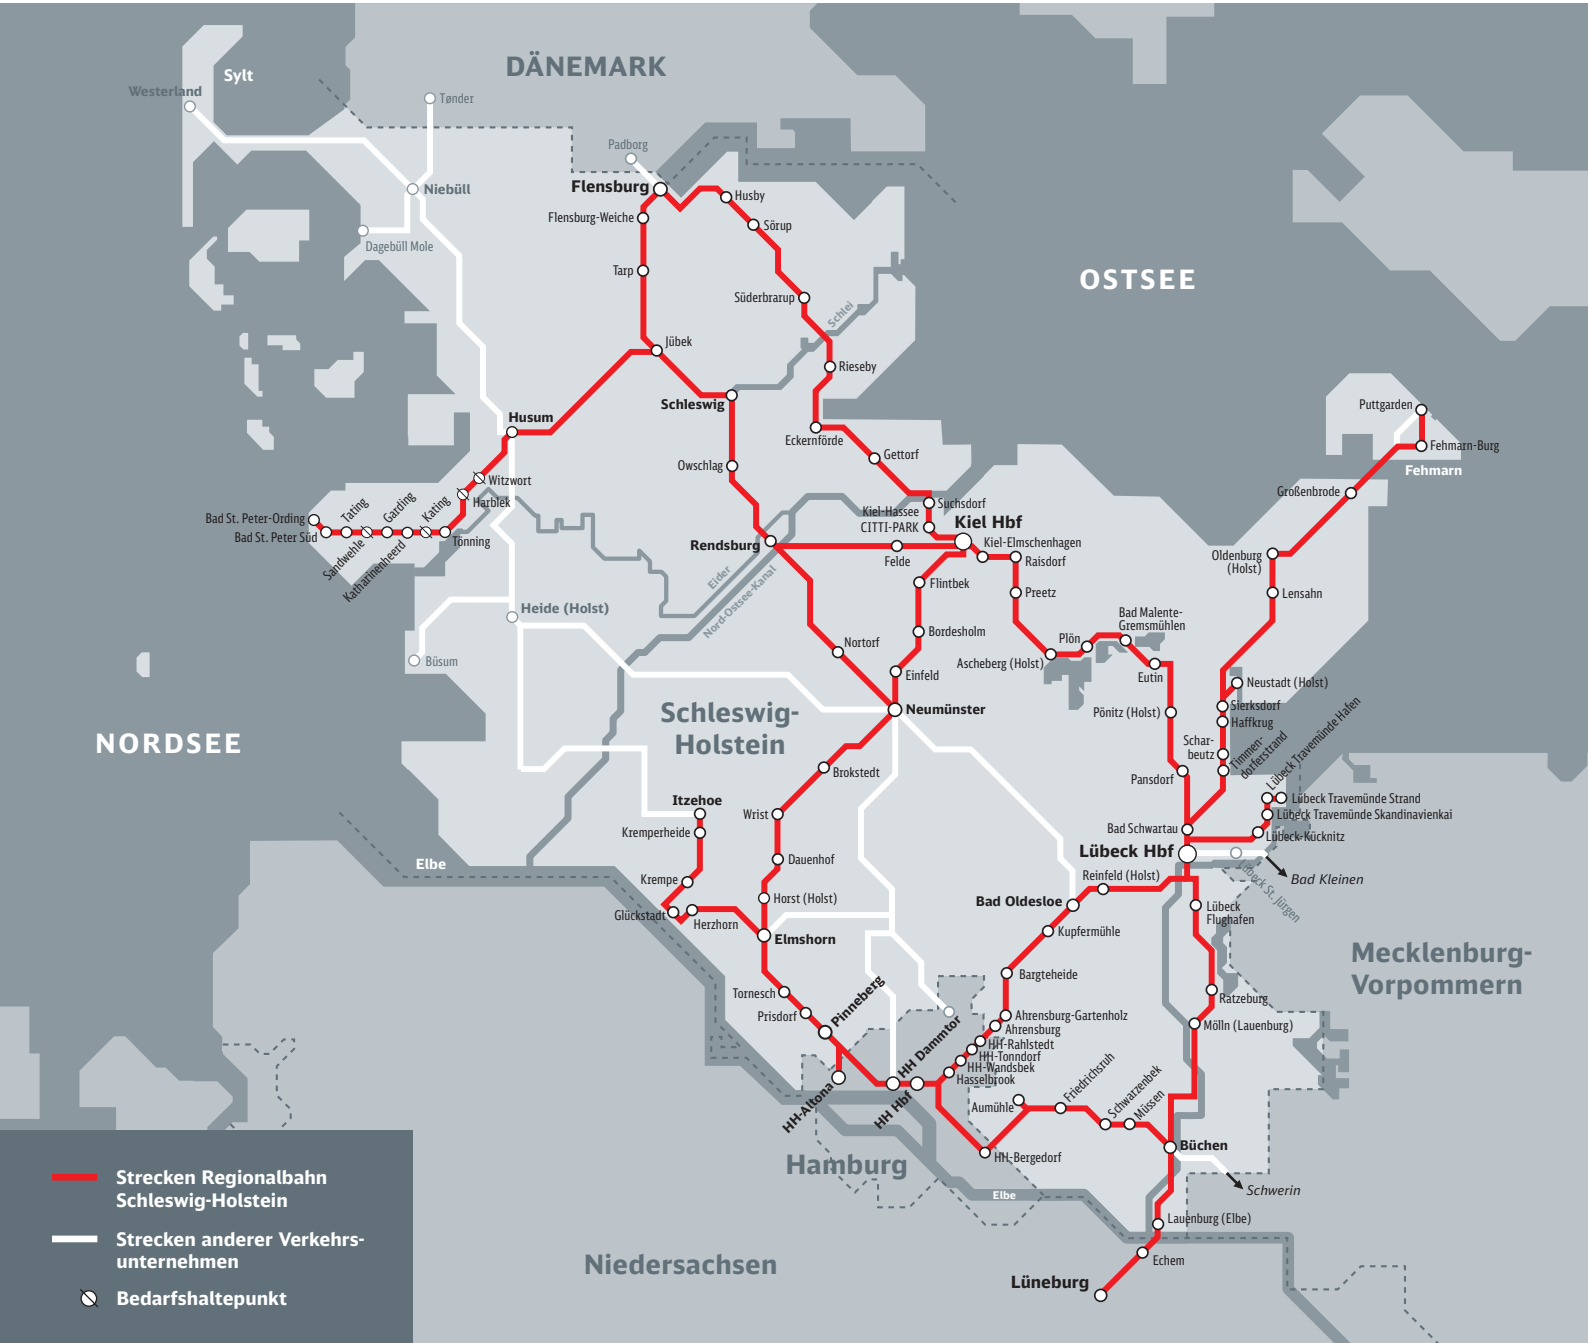 DÄNEMARK
Sylt
Westerland
Tønder
Padborg
Niebüll
Dagebüll Mole
Flensburg
Husby
Flensburg-Weiche
Sörup
Tarp
OSTSEE
Süderbrarup
Schlei
Jübek
Rieseby
Schleswig
Husum
Eckernförde
Gettorf
Owschlag
Puttgarden
Fehmarn-Burg
Fehmarn
Großenbrode
Witzwort
Harblek
Bad St. Peter-Ording
Bad St. Peter Süd
Tating
Garding
Kating
Sandwehle
Katharinenheerd
Tönning
Suchsdorf
Kiel-Hassee
CITTI-PARK
Kiel Hbf
Kiel-Elmschenhagen
Rendsburg
Felde
Raisdorf
Oldenburg
(Holst)
Eider
Nord-Ostsee-Kanal
Flintbek
Preetz
Lensahn
Heide (Holst)
Büsum
Bordesholm
Bad Malente-
Gremsmühlen
Plön
Nortorf
Ascheberg (Holst)
Einfeld
Eutin
Neustadt (Holst)
Schleswig-
Holstein
Neumünster
Pönitz (Holst)
Sierksdorf
Haffkrug
NORDSEE
Schar-
beutz
Timmen-
dorferstrand
Lübeck Travemünde Hafen
Brokstedt
Pansdorf
Itzehoe
Lübeck Travemünde Strand
Lübeck Travemünde Skandinavienkai
Wrist
Kremperheide
Bad Schwartau
Lübeck-Kücknitz
Elbe
Dauenhof
Lübeck Hbf
Lübeck St. Jürgen
Bad Kleinen
Krempe
Reinfeld (Holst)
Horst (Holst)
Bad Oldesloe
Glückstadt
Herzhorn
Lübeck
Flughafen
Elmshorn
Kupfermühle
Mecklenburg-
Vorpommern
Bargteheide
Tornesch
Ratzeburg
Prisdorf
Pinneberg
Ahrensburg-Gartenholz
Ahrensburg
Mölln (Lauenburg)
HH Dammtor
HH-Rahlstedt
HH-Tonndorf
HH-Wandsbek
Hasselbrook
HH-Altona
HH Hbf
Aumühle
Friedrichsruh
Schwarzenbek
Müssen
Büchen
Hamburg
HH-Bergedorf
Schwerin
Elbe
Lauenburg (Elbe)
Echem
Niedersachsen
Lüneburg
Strecken Regionalbahn
Schleswig-Holstein
Strecken anderer Verkehrs-
unternehmen
Bedarfshaltepunkt